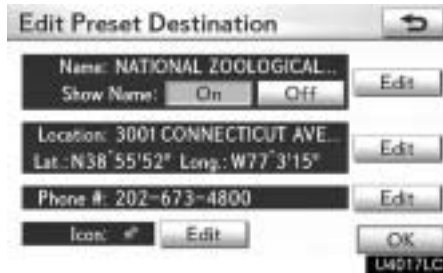 Edit Preset Destination
Name: NATIONAL ZOOLOGICAL... Edit
Show Name: On Off
Location: 3001 CONNECTICUT AVE... Edit
Lat.:N38°55'52" Long.:W77°3'15"
Phone #: 202-673-4800 Edit
Icon: Edit OK
U4017LC